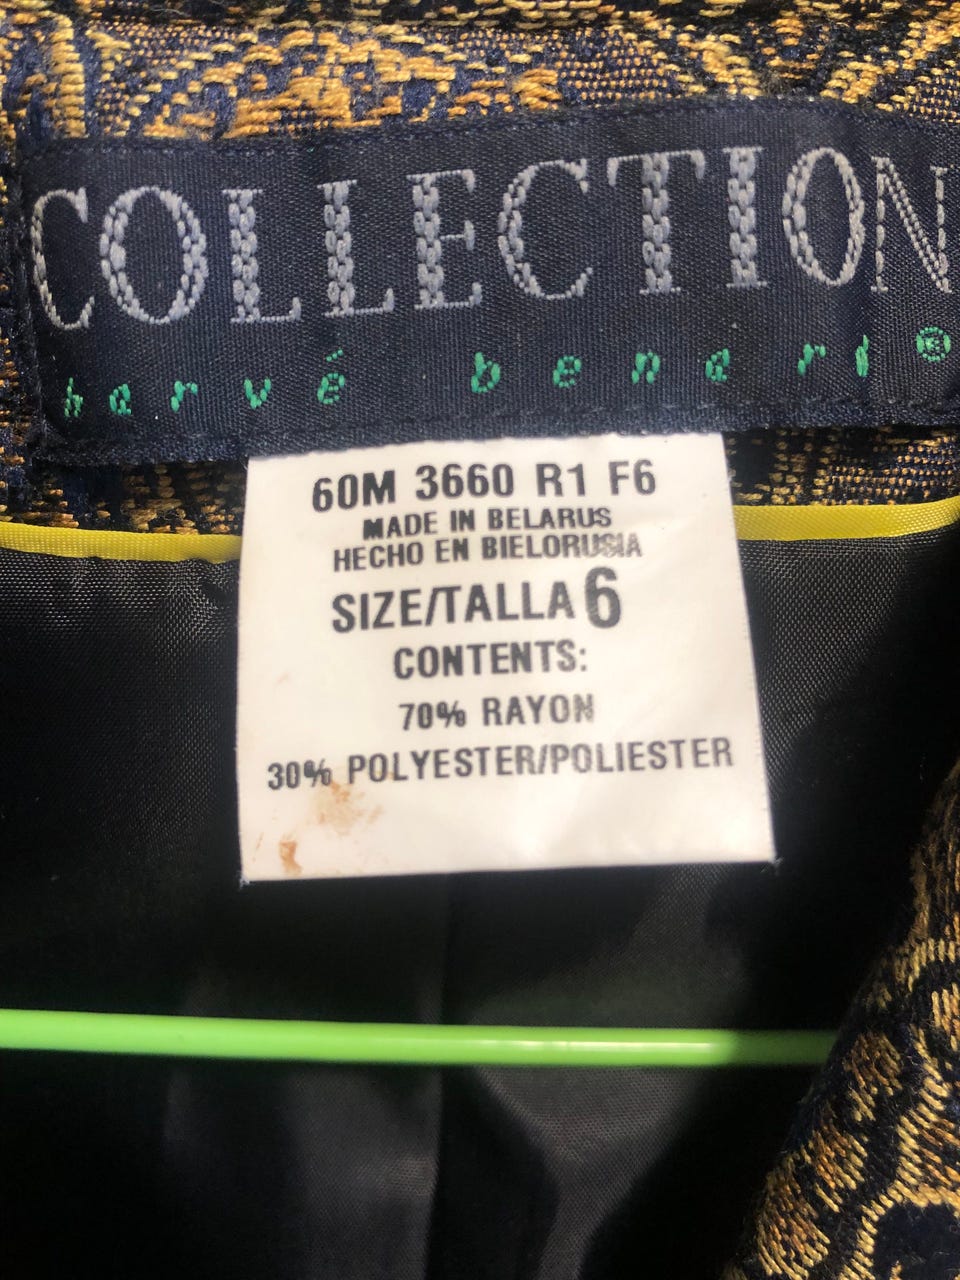 COLLECTION
hervé benard ®
60M 3660 R1 F6
MADE IN BELARUS
HECHO EN BIELORUSIA
SIZE/TALLA 6
CONTENTS:
70% RAYON
30% POLYESTER/POLIESTER